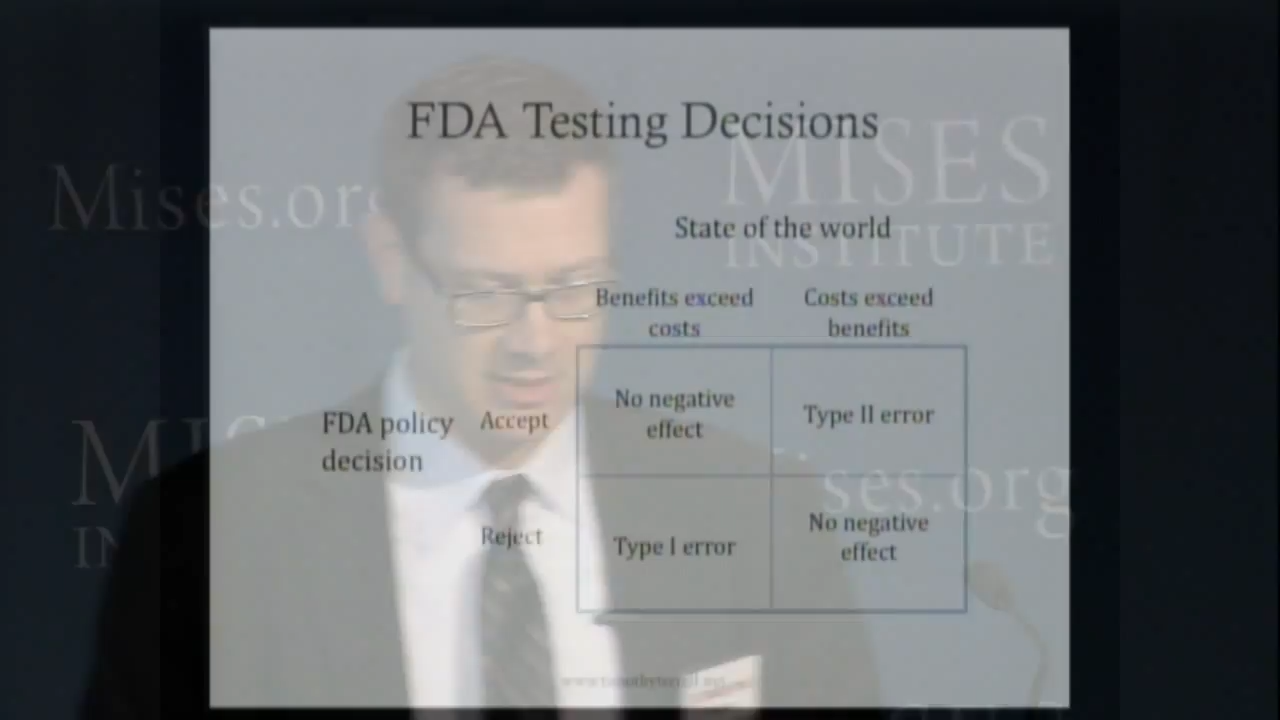 FDA Testing Decisions
Mises.org
MISES
INSTITUTE
State of the world
Benefits exceed
costs
Costs exceed
benefits
FDA policy
decision
Accept
No negative
effect
Type II error
ses.org
Reject
Type I error
No negative
effect